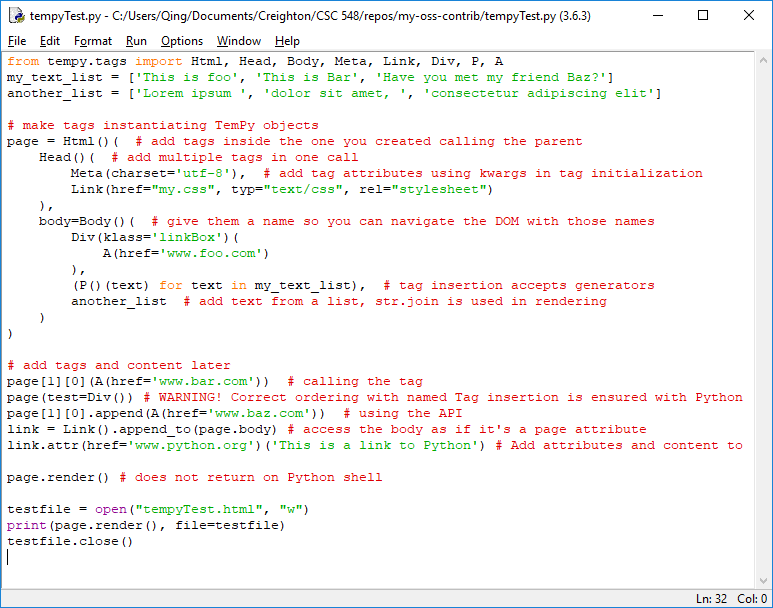 tempyTest.py - C:/Users/Qing/Documents/Creighton/CSC 548/repos/my-oss-contrib/tempyTest.py (3.6.3)
File Edit Format Run Options Window Help
from tempy.tags import Html, Head, Body, Meta, Link, Div, P, A
my_text_list = ['This is foo', 'This is Bar', 'Have you met my friend Baz?']
another_list = ['Lorem ipsum ', 'dolor sit amet, ', 'consectetur adipiscing elit']

# make tags instantiating TemPy objects
page = Html()(  # add tags inside the one you created calling the parent
    Head()(  # add multiple tags in one call
        Meta(charset='utf-8'),  # add tag attributes using kwargs in tag initialization
        Link(href="my.css", typ="text/css", rel="stylesheet")
    ),
    body=Body()(  # give them a name so you can navigate the DOM with those names
        Div(klass='linkBox')(
            A(href='www.foo.com')
        ),
        (P()(text) for text in my_text_list),  # tag insertion accepts generators
        another_list  # add text from a list, str.join is used in rendering
    )
)

# add tags and content later
page[1][0](A(href='www.bar.com'))  # calling the tag
page(test=Div()) # WARNING! Correct ordering with named Tag insertion is ensured with Python
page[1][0].append(A(href='www.baz.com'))  # using the API
link = Link().append_to(page.body) # access the body as if it's a page attribute
link.attr(href='www.python.org')('This is a link to Python') # Add attributes and content to

page.render() # does not return on Python shell

testfile = open("tempyTest.html", "w")
print(page.render(), file=testfile)
testfile.close()
Ln: 32 Col: 0